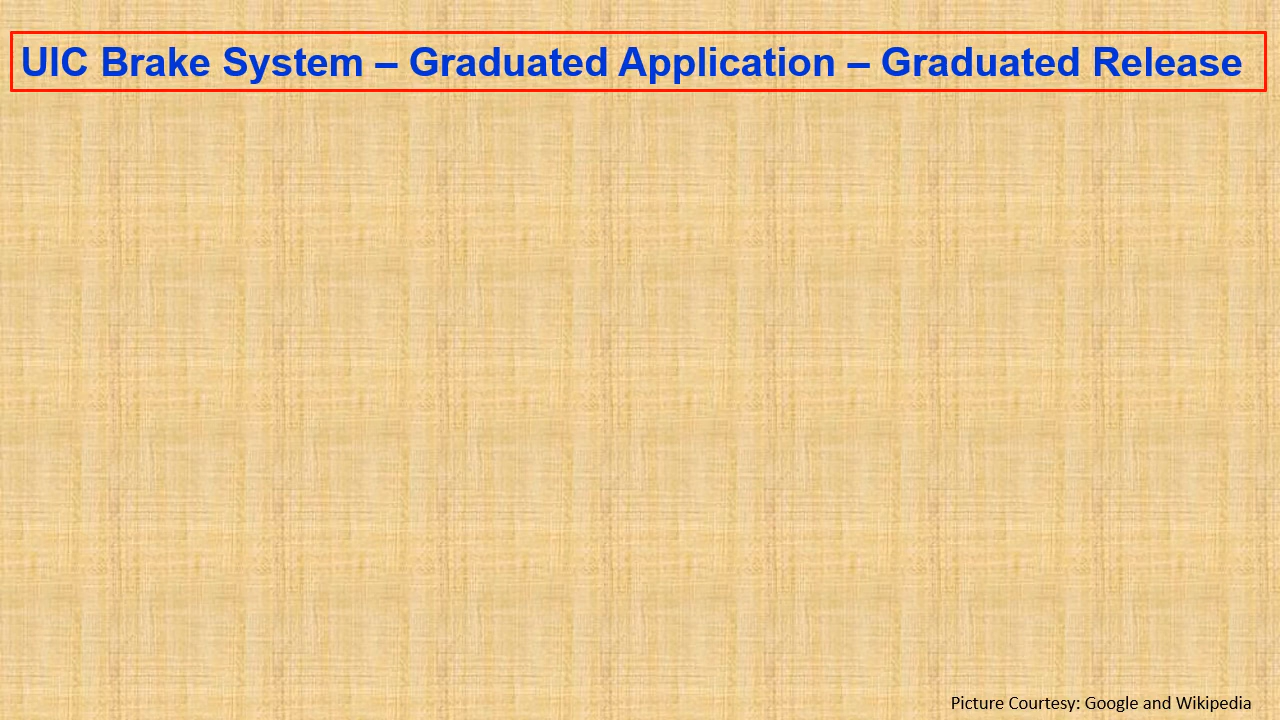 UIC Brake System – Graduated Application – Graduated Release
Picture Courtesy: Google and Wikipedia